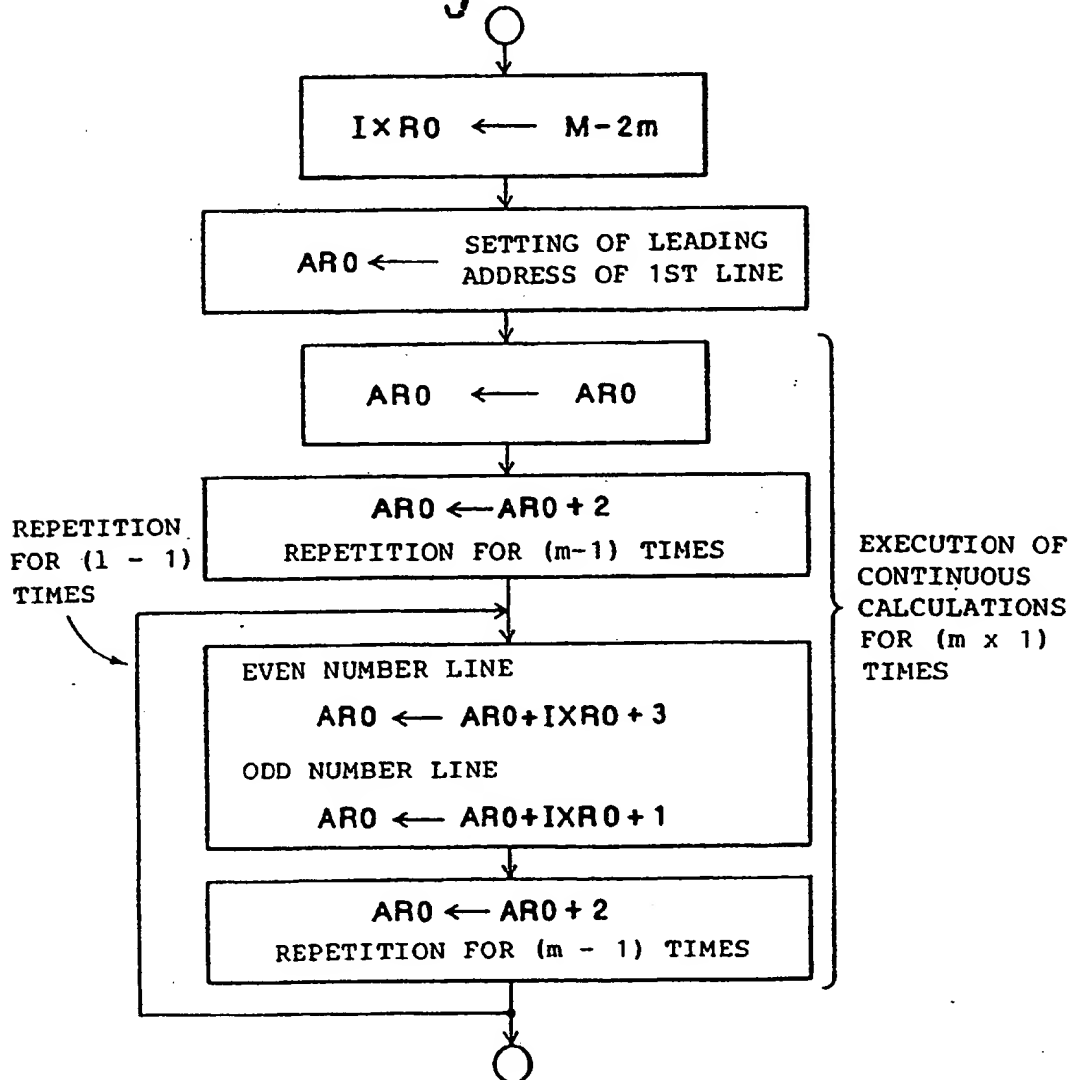 IXR0 ← M-2m
AR0 ← SETTING OF LEADING
ADDRESS OF 1ST LINE
AR0 ← AR0
AR0 ← AR0 + 2
REPETITION FOR (m-1) TIMES
REPETITION
FOR (l - 1)
TIMES
EVEN NUMBER LINE
AR0 ← AR0+IXR0+3
ODD NUMBER LINE
AR0 ← AR0+IXR0+1
AR0 ← AR0 + 2
REPETITION FOR (m - 1) TIMES
EXECUTION OF
CONTINUOUS
CALCULATIONS
FOR (m x l)
TIMES